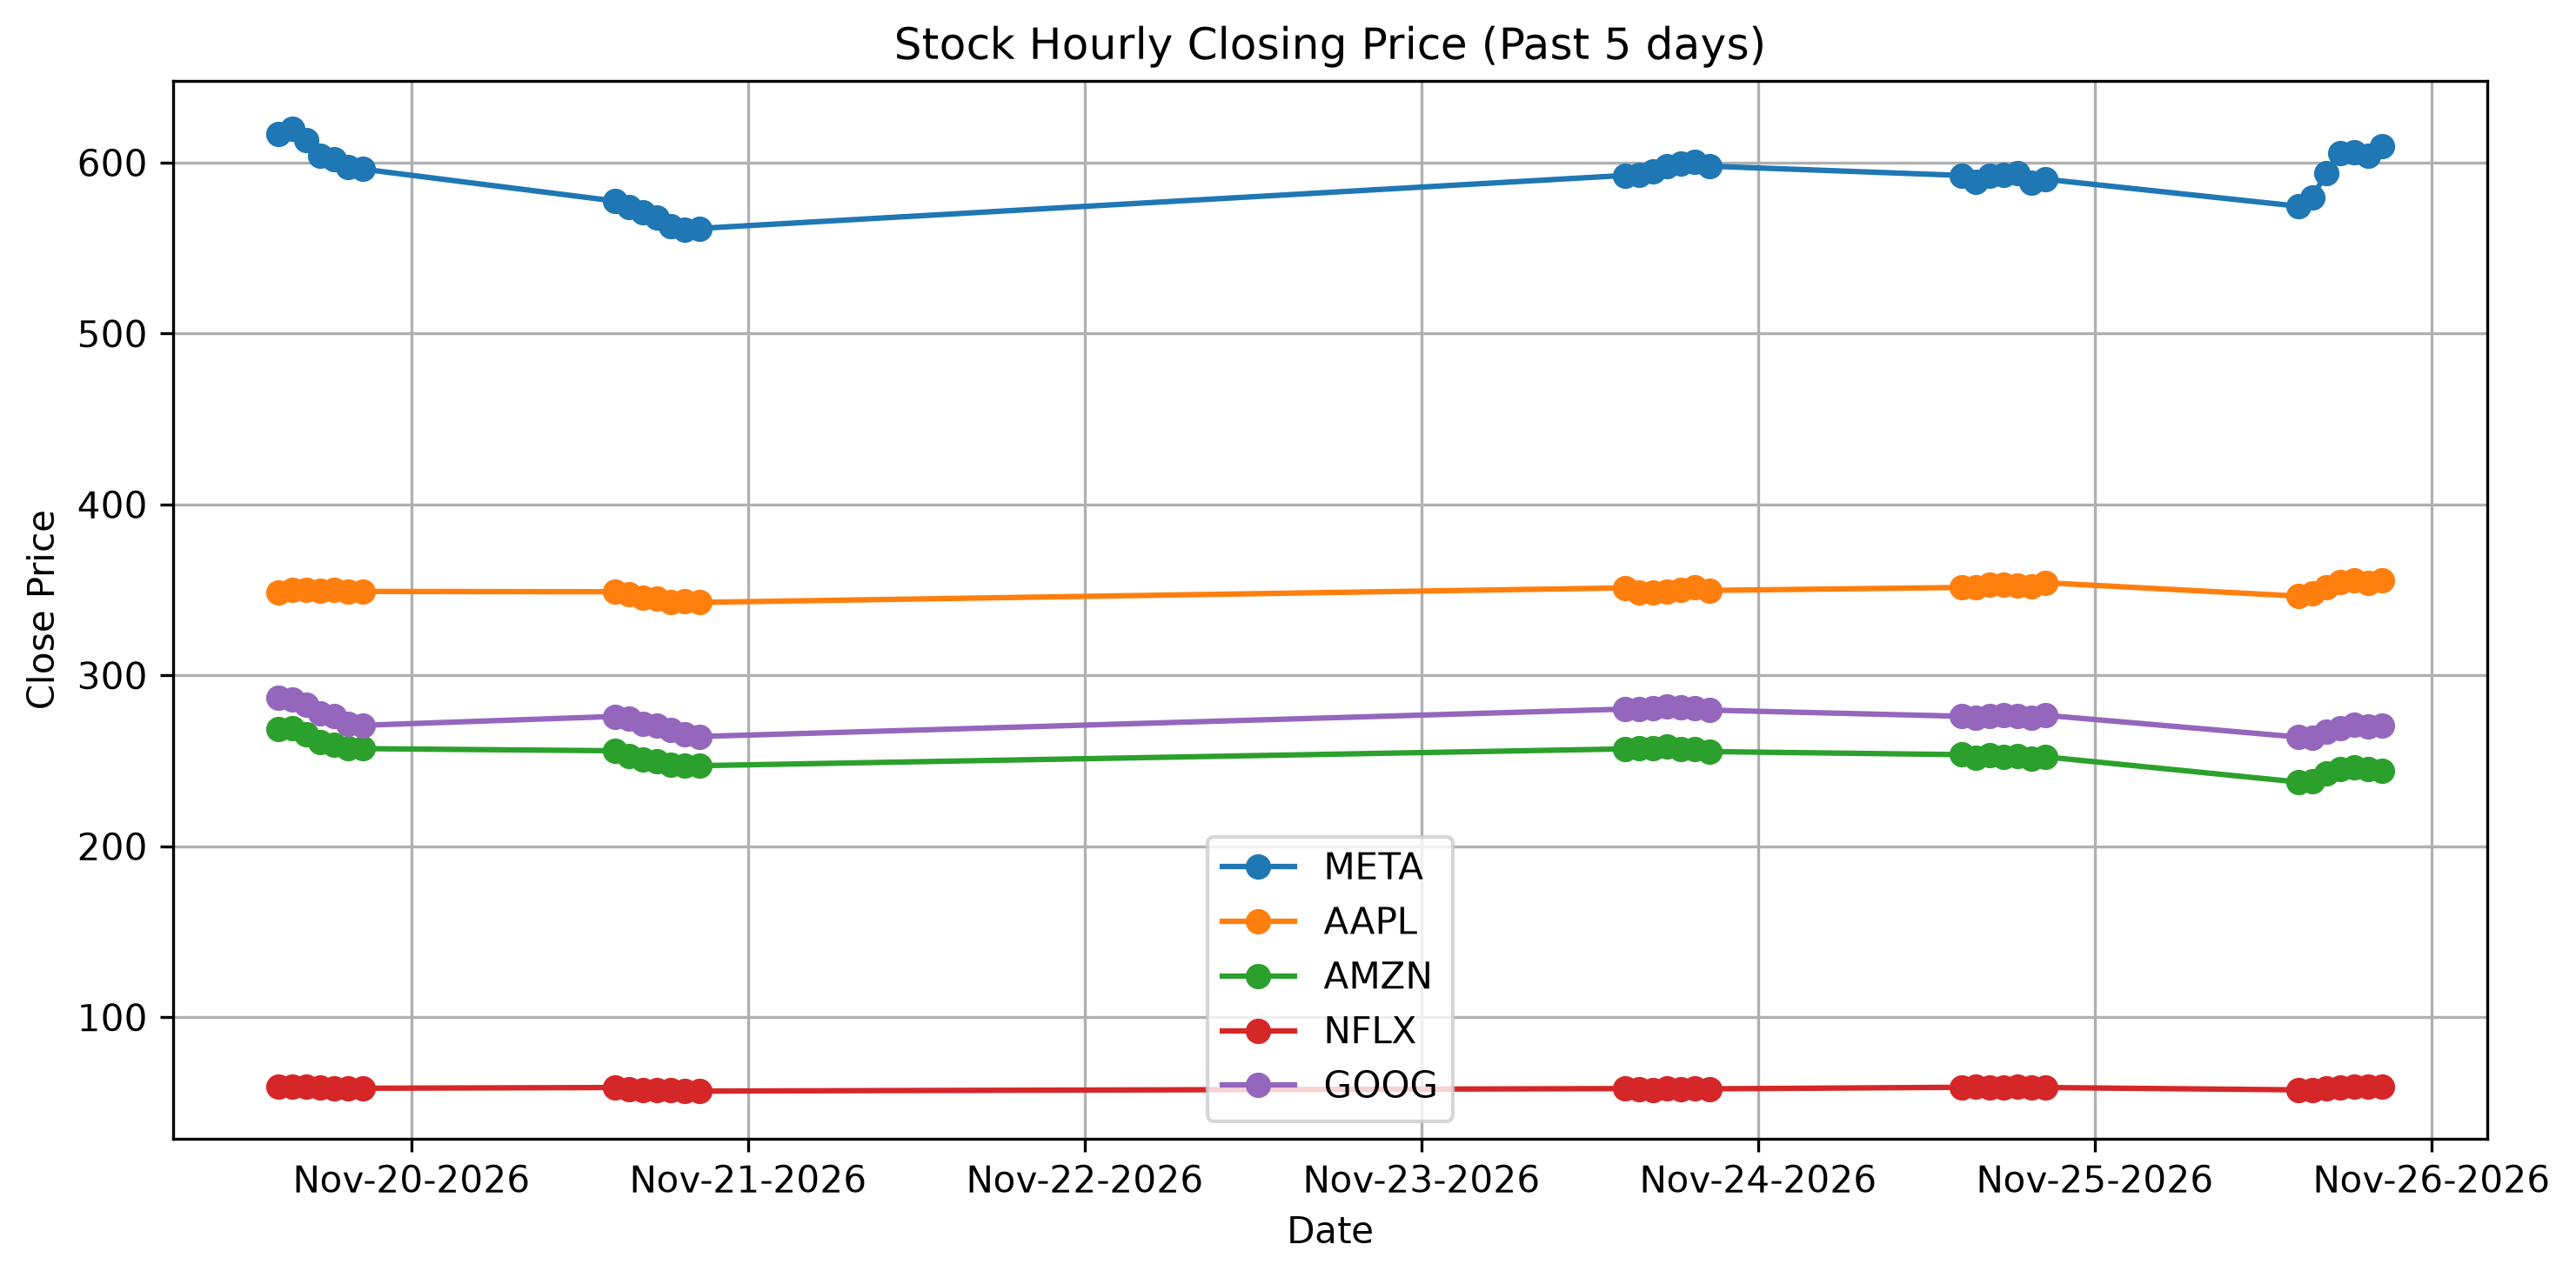 Stock Hourly Closing Price (Past 5 days)
Close Price
600
500
400
300
200
100
META
AAPL
AMZN
NFLX
GOOG
Nov-20-2026 Nov-21-2026 Nov-22-2026 Nov-23-2026 Nov-24-2026 Nov-25-2026 Nov-26-2026
Date